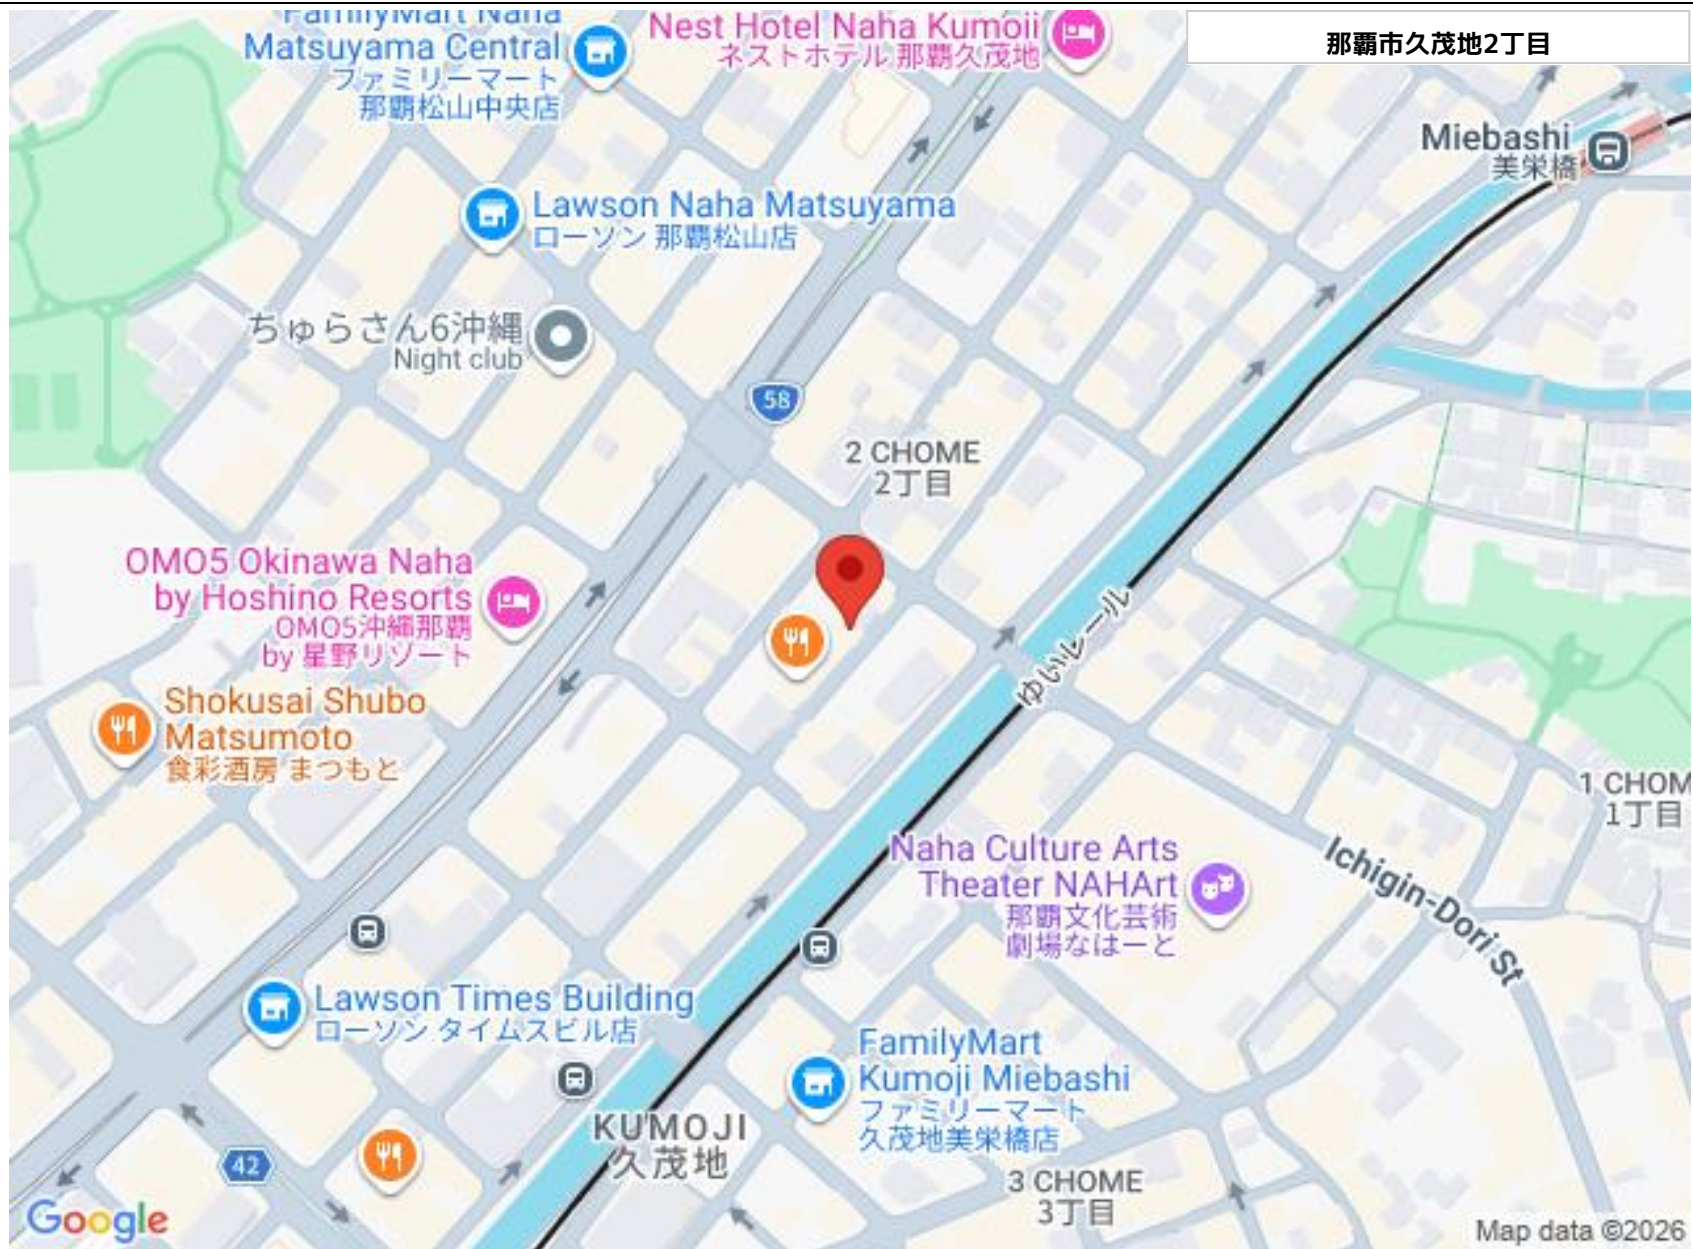 FamilyMart Naha
Matsuyama Central
ファミリーマート
那覇松山中央店
Nest Hotel Naha Kumoji
ネストホテル 那覇久茂地
那覇市久茂地2丁目
Miebashi
美栄橋
Lawson Naha Matsuyama
ローソン 那覇松山店
ちゅらさん6沖縄
Night club
58
2 CHOME
2丁目
OMO5 Okinawa Naha
by Hoshino Resorts
OMO5沖縄那覇
by 星野リゾート
ゆいレール
Shokusai Shubo
Matsumoto
食彩酒房 まつもと
1 CHOM
1丁目
Naha Culture Arts
Theater NAHArt
那覇文化芸術
劇場なはーと
Ichigin-Dori St
Lawson Times Building
ローソン タイムスビル店
FamilyMart
Kumoji Miebashi
ファミリーマート
久茂地美栄橋店
KUMOJI
久茂地
42
3 CHOME
3丁目
Google
Map data ©2026